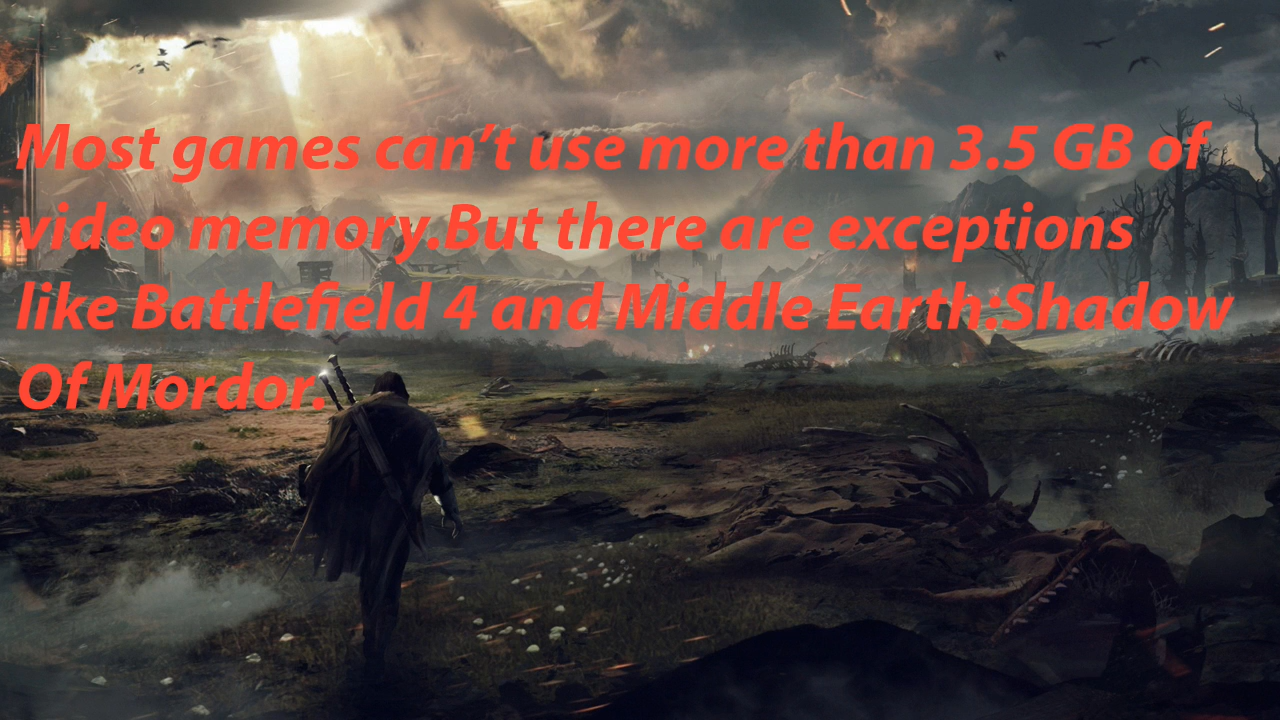 Most games can’t use more than 3.5 GB of
video memory.But there are exceptions
like Battlefield 4 and Middle Earth:Shadow
Of Mordor.